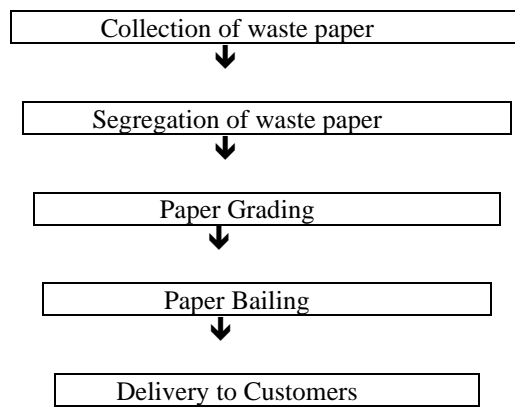 Collection of waste paper
Segregation of waste paper
Paper Grading
Paper Bailing
Delivery to Customers